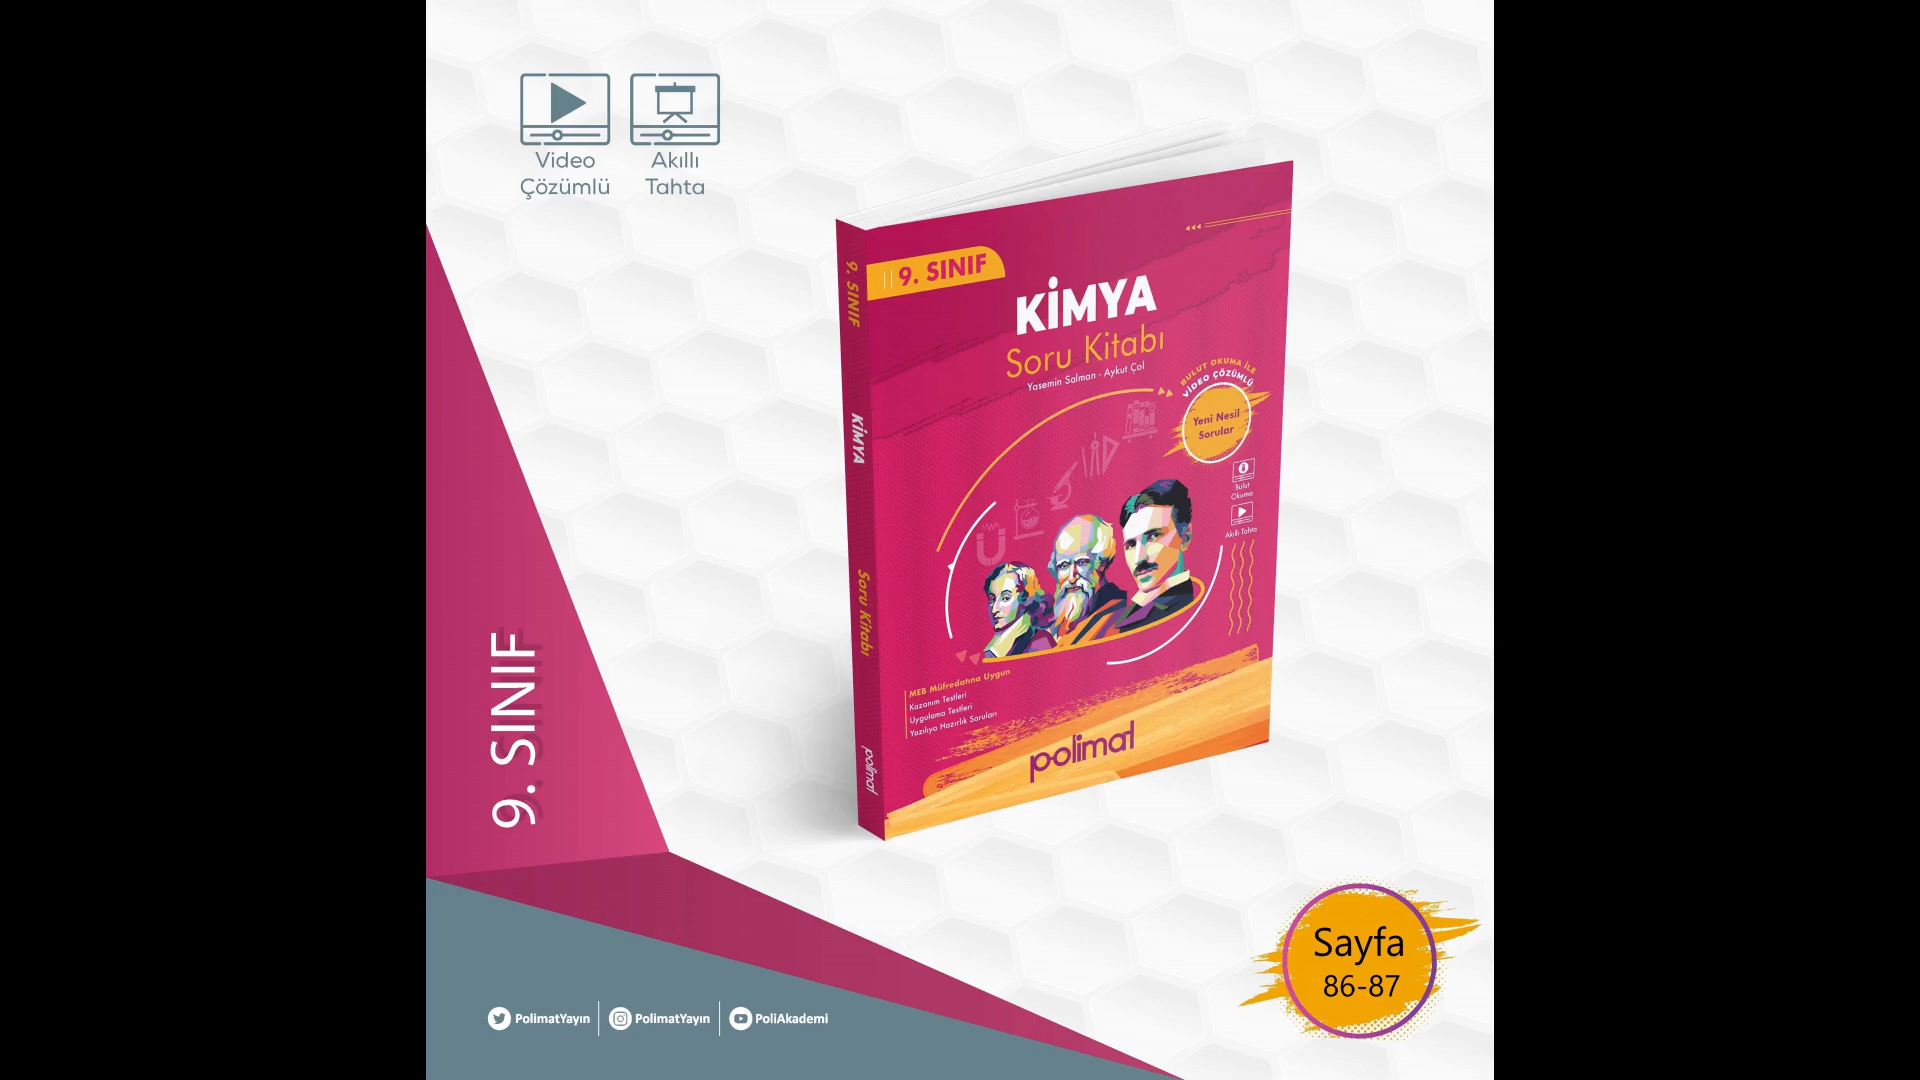 Video
Çözümlü
Akıllı
Tahta
9. SINIF
KİMYA
Soru Kitabı
Yasemin Salman - Aykut Çol
BULUT OKUMA İLE
VİDEO ÇÖZÜMLÜ
Yeni Nesil
Sorular
Bulut
Okuma
Akıllı Tahta
MEB Müfredatına Uygun
Kazanım Testleri
Uygulama Testleri
Yazılıya Hazırlık Soruları
polimat
9. SINIF
KİMYA
Soru Kitabı
polimat
9. SINIF
Sayfa
86-87
PolimatYayın
PolimatYayın
PoliAkademi